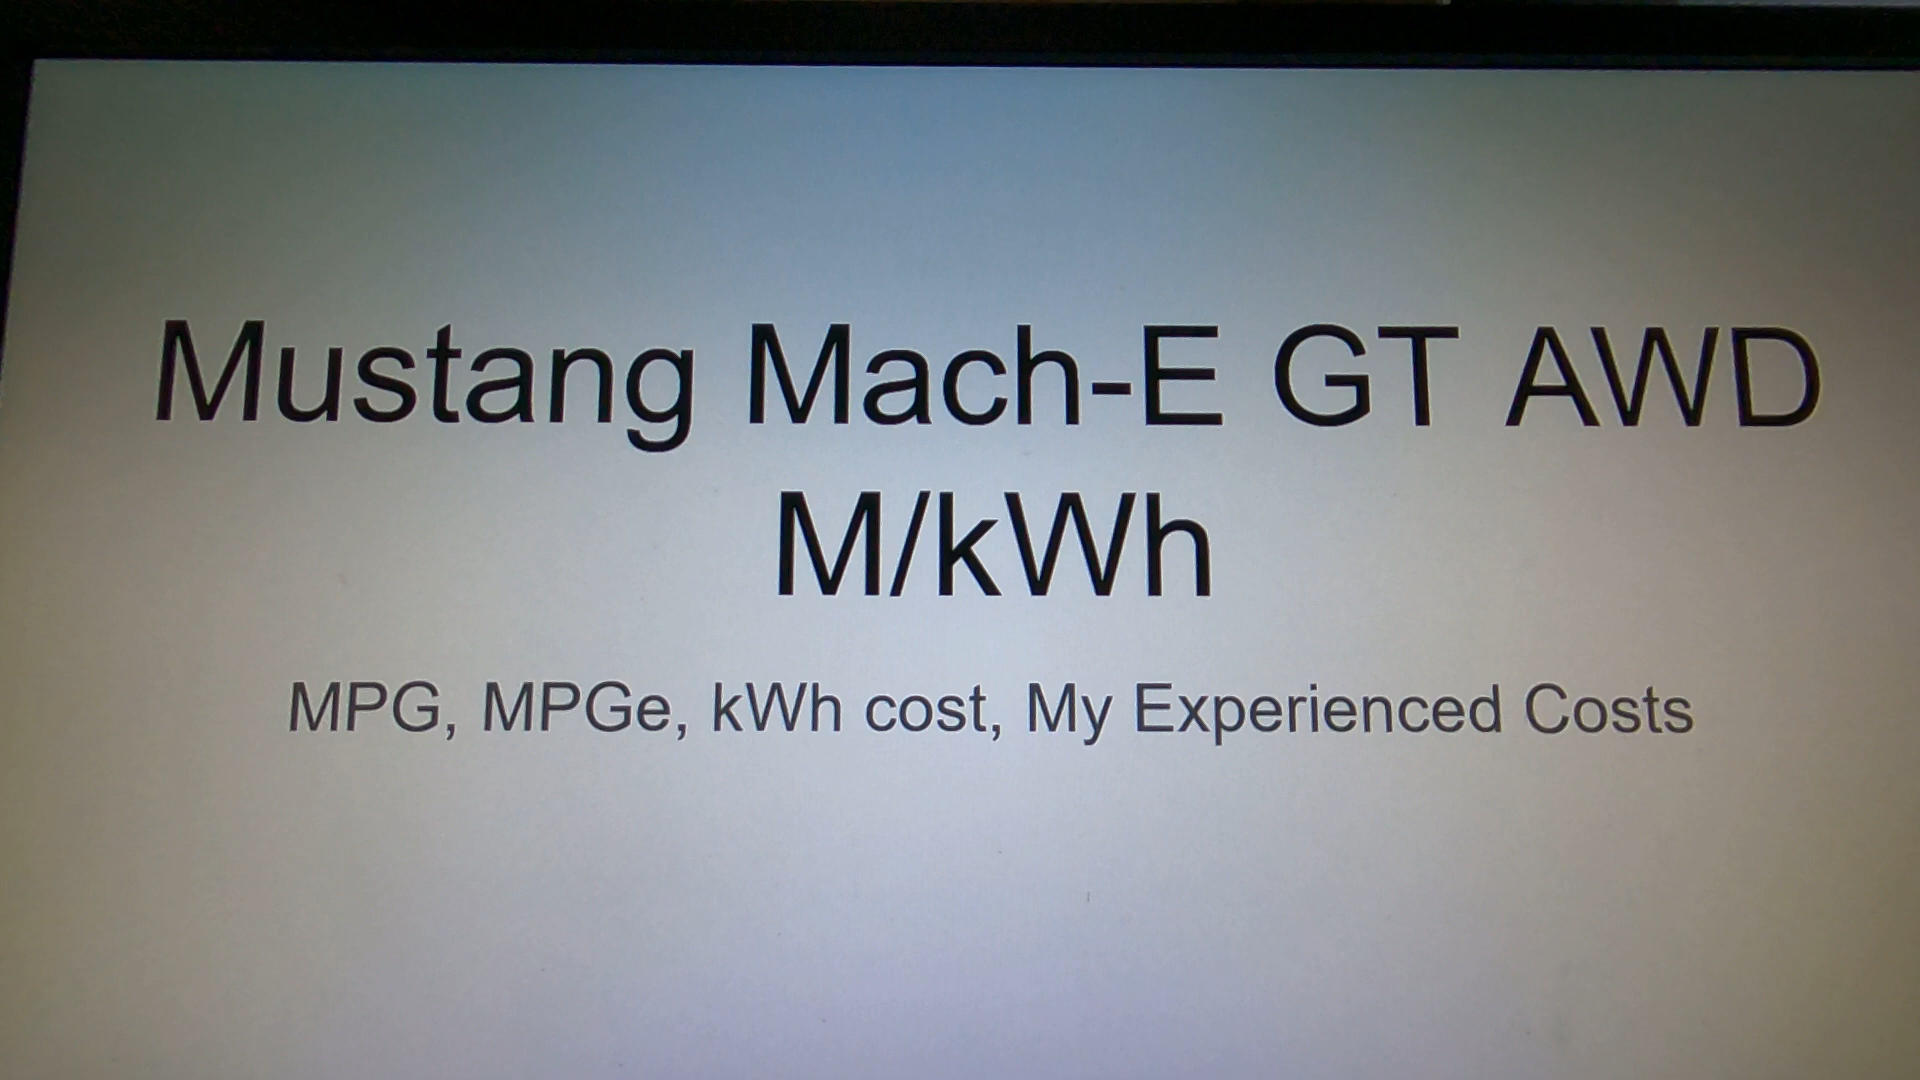 Mustang Mach-E GT AWD
M/kWh
MPG, MPGe, kWh cost, My Experienced Costs